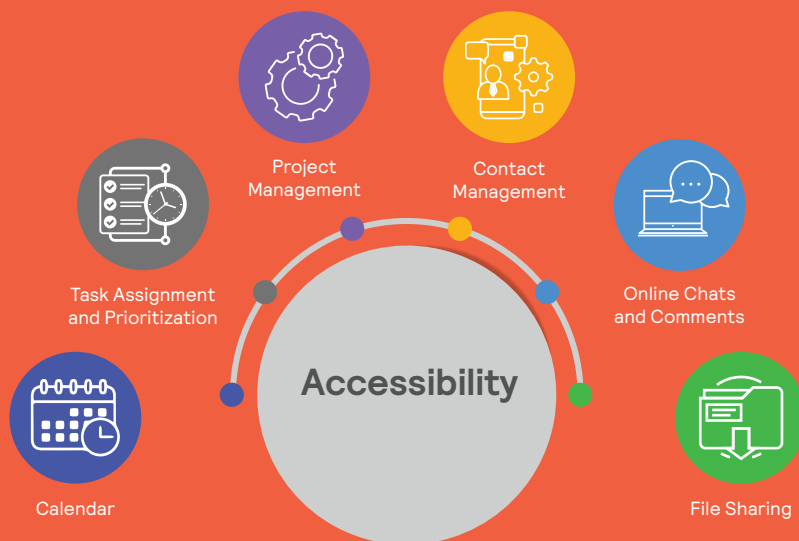 Project
Management
Contact
Management
Task Assignment
and Prioritization
Online Chats
and Comments
Accessibility
Calendar
File Sharing